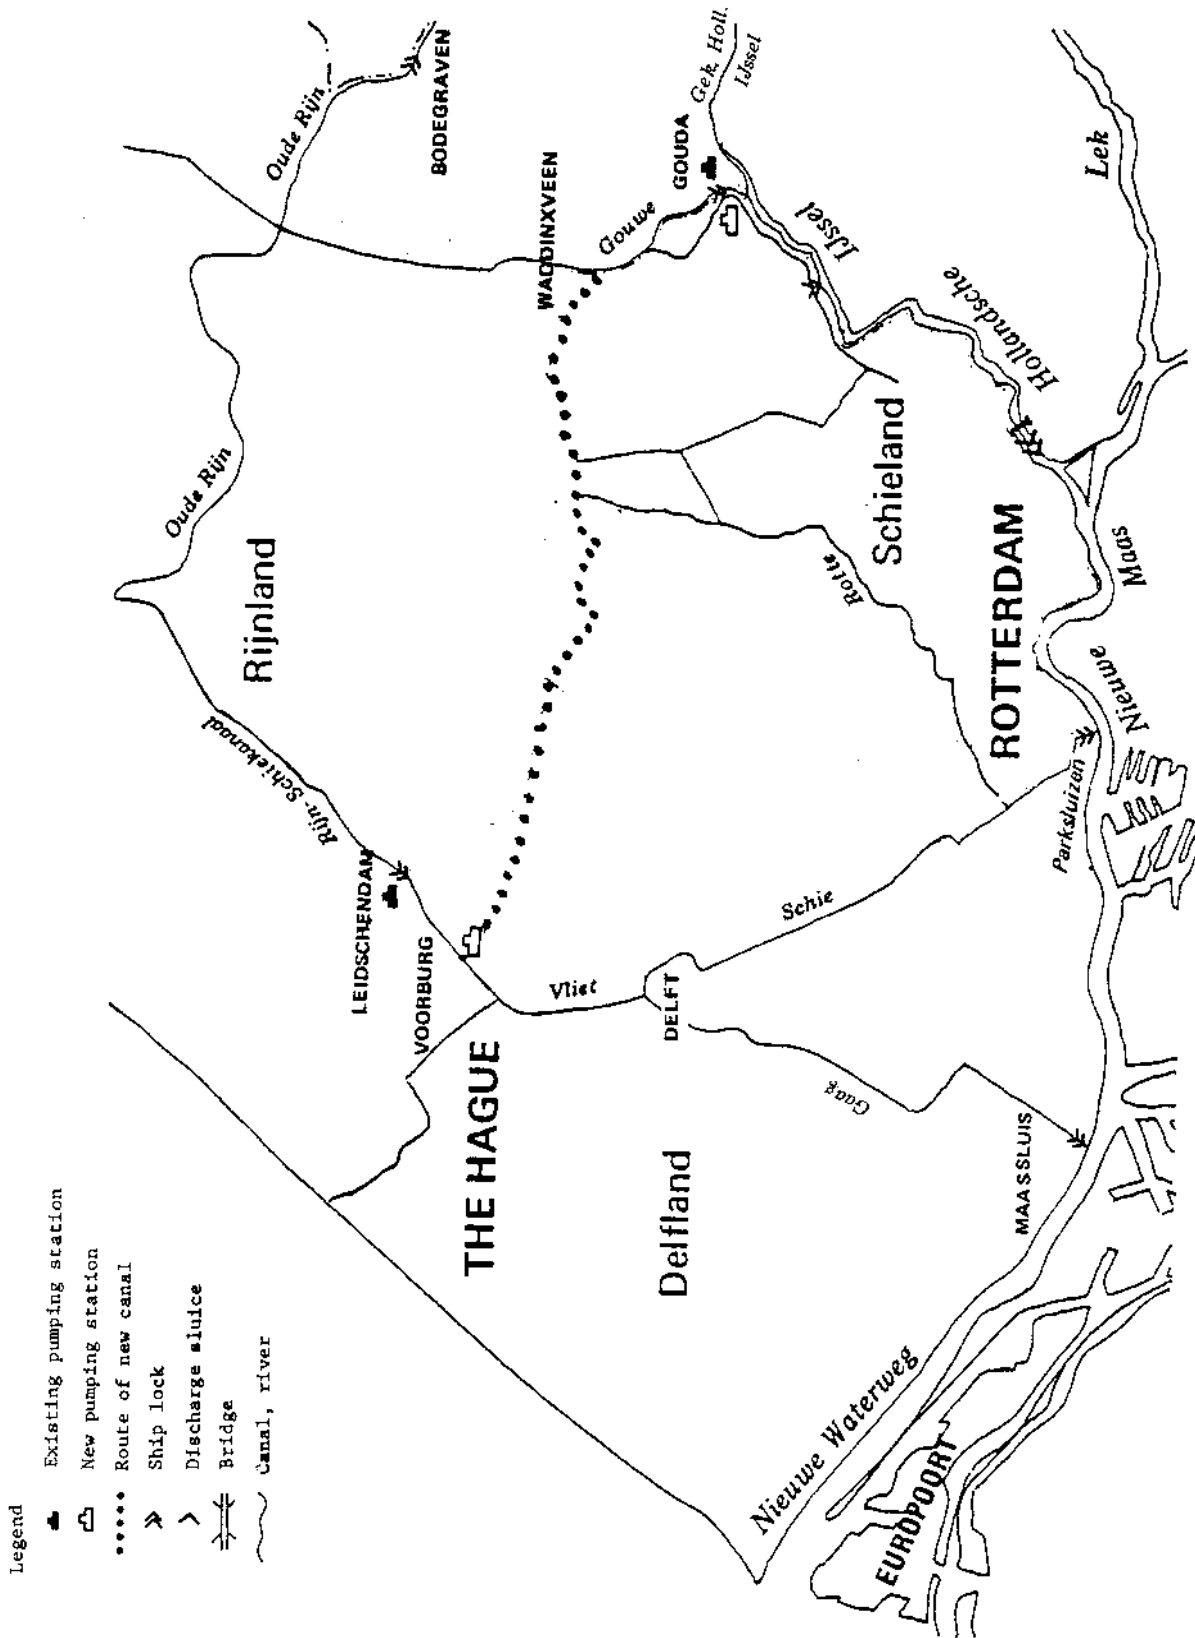 Legend
Existing pumping station
New pumping station
Route of new canal
Ship lock
Discharge sluice
Bridge
Canal, river
Oude Rijn
BODEGRAVEN
Oude Rijn
Rijnland
Rijn-Schiekanaal
WADDINXVEEN
Gouwe
GOUDA
Gek. Holl.
IJssel
LEIDSCHENDAM
VOORBURG
THE HAGUE
Vliet
DELFT
Delfland
Gaag
Schie
Rotte
Schieland
Hollandsche
IJssel
Lek
ROTTERDAM
Parksluizen
Nieuwe
Maas
MAASSLUIS
Nieuwe Waterweg
EUROPOORT